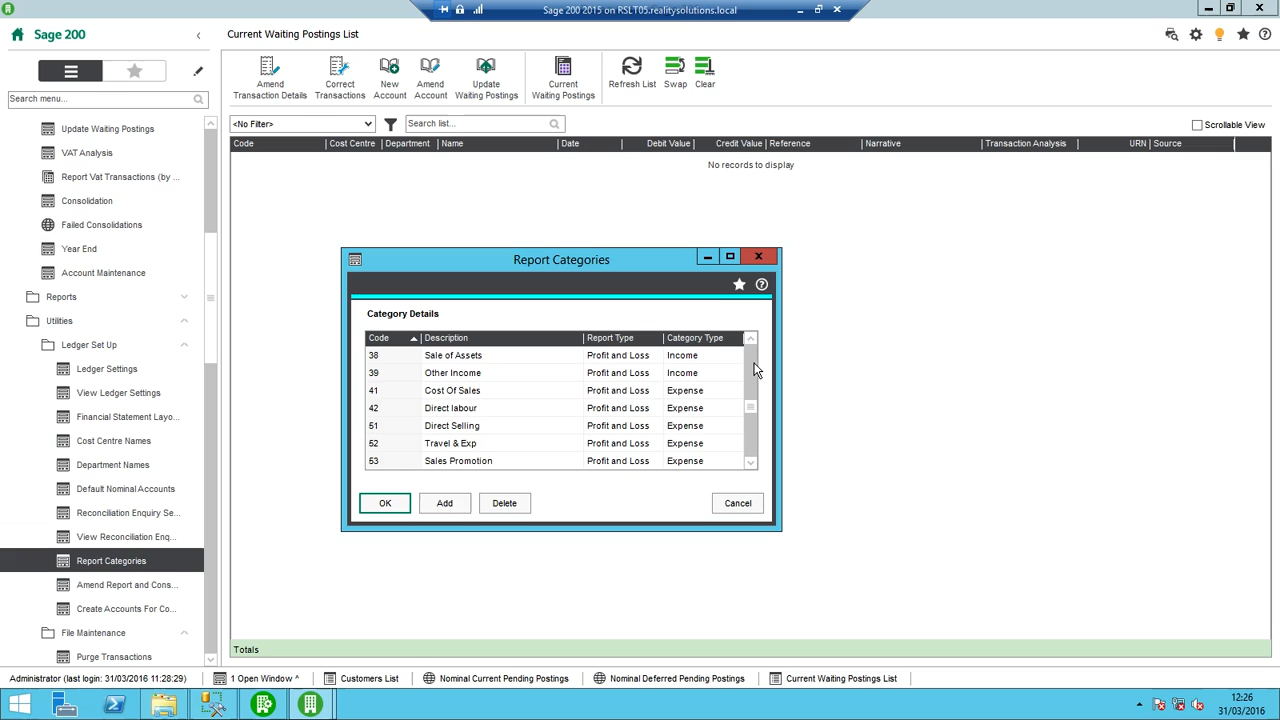 Sage 200 2015 on RSLT05.realitysolutions.local
Sage 200
Current Waiting Postings List
Search menu...
Amend Transaction Details
Correct Transactions
New Account
Amend Account
Update Waiting Postings
Current Waiting Postings
Refresh List
Swap
Clear
<No Filter>
Search list...
Scrollable View
Code Cost Centre Department Name Date Debit Value Credit Value Reference Narrative Transaction Analysis URN Source
No records to display
Update Waiting Postings
VAT Analysis
Report Vat Transactions (by ...
Consolidation
Failed Consolidations
Year End
Account Maintenance
Reports
Utilities
Ledger Set Up
Ledger Settings
View Ledger Settings
Financial Statement Layo...
Cost Centre Names
Department Names
Default Nominal Accounts
Reconciliation Enquiry Se...
View Reconciliation Enq...
Report Categories
Amend Report and Cons...
Create Accounts For Co...
File Maintenance
Purge Transactions
Report Categories
Category Details
Code Description Report Type Category Type
38 Sale of Assets Profit and Loss Income
39 Other Income Profit and Loss Income
41 Cost Of Sales Profit and Loss Expense
42 Direct labour Profit and Loss Expense
51 Direct Selling Profit and Loss Expense
52 Travel & Exp Profit and Loss Expense
53 Sales Promotion Profit and Loss Expense
OK Add Delete Cancel
Totals
Administrator (last login: 31/03/2016 11:28:29)
1 Open Window ^
Customers List
Nominal Current Pending Postings
Nominal Deferred Pending Postings
Current Waiting Postings List
12:26
31/03/2016